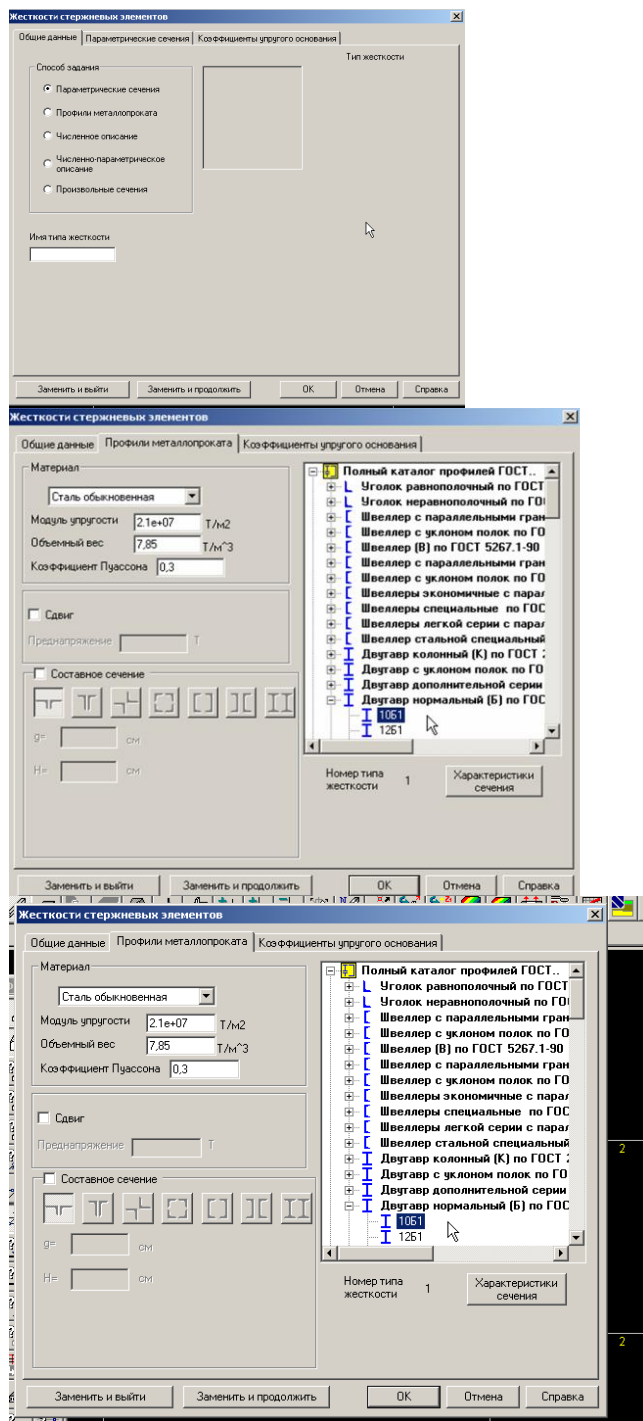 Жесткости стержневых элементов
Общие данные Параметрические сечения Коэффициенты упругого основания
Тип жесткости
Способ задания
Параметрические сечения
Профили металлопроката
Численное описание
Численно-параметрическое
описание
Произвольные сечения
Имя типа жесткости
Заменить и выйти Заменить и продолжить OK Отмена Справка
Жесткости стержневых элементов
Общие данные Профили металлопроката Коэффициенты упругого основания
Материал
Сталь обыкновенная
Модуль упругости 2.1e+07 Т/м2
Объемный вес 7,85 Т/м^3
Коэффициент Пуассона 0,3
Сдвиг
Преднапряжение Т
Составное сечение
g= см
H= см
Полный каталог профилей ГОСТ..
Уголок равнополочный по ГОСТ
Уголок неравнополочный по ГО
Швеллер с параллельными гран
Швеллер с уклоном полок по ГО
Швеллер (В) по ГОСТ 5267.1-90
Швеллер с параллельными гран
Швеллер с уклоном полок по ГО
Швеллеры экономичные с парал
Швеллеры специальные по ГОС
Швеллеры легкой серии с парал
Швеллер стальной специальный
Двутавр колонный (К) по ГОСТ 2
Двутавр с уклоном полок по ГО
Двутавр дополнительной серии
Двутавр нормальный (Б) по ГОС
10Б1
12Б1
Номер типа
жесткости 1
Характеристики
сечения
Заменить и выйти Заменить и продолжить OK Отмена Справка
Жесткости стержневых элементов
Общие данные Профили металлопроката Коэффициенты упругого основания
Материал
Сталь обыкновенная
Модуль упругости 2.1e+07 Т/м2
Объемный вес 7,85 Т/м^3
Коэффициент Пуассона 0,3
Сдвиг
Преднапряжение Т
Составное сечение
g= см
H= см
Полный каталог профилей ГОСТ..
Уголок равнополочный по ГОСТ
Уголок неравнополочный по ГО
Швеллер с параллельными гран
Швеллер с уклоном полок по ГО
Швеллер (В) по ГОСТ 5267.1-90
Швеллер с параллельными гран
Швеллер с уклоном полок по ГО
Швеллеры экономичные с парал
Швеллеры специальные по ГОС
Швеллеры легкой серии с парал
Швеллер стальной специальный
Двутавр колонный (К) по ГОСТ 2
Двутавр с уклоном полок по ГО
Двутавр дополнительной серии
Двутавр нормальный (Б) по ГОС
10Б1
12Б1
Номер типа
жесткости 1
Характеристики
сечения
Заменить и выйти Заменить и продолжить OK Отмена Справка
2
2